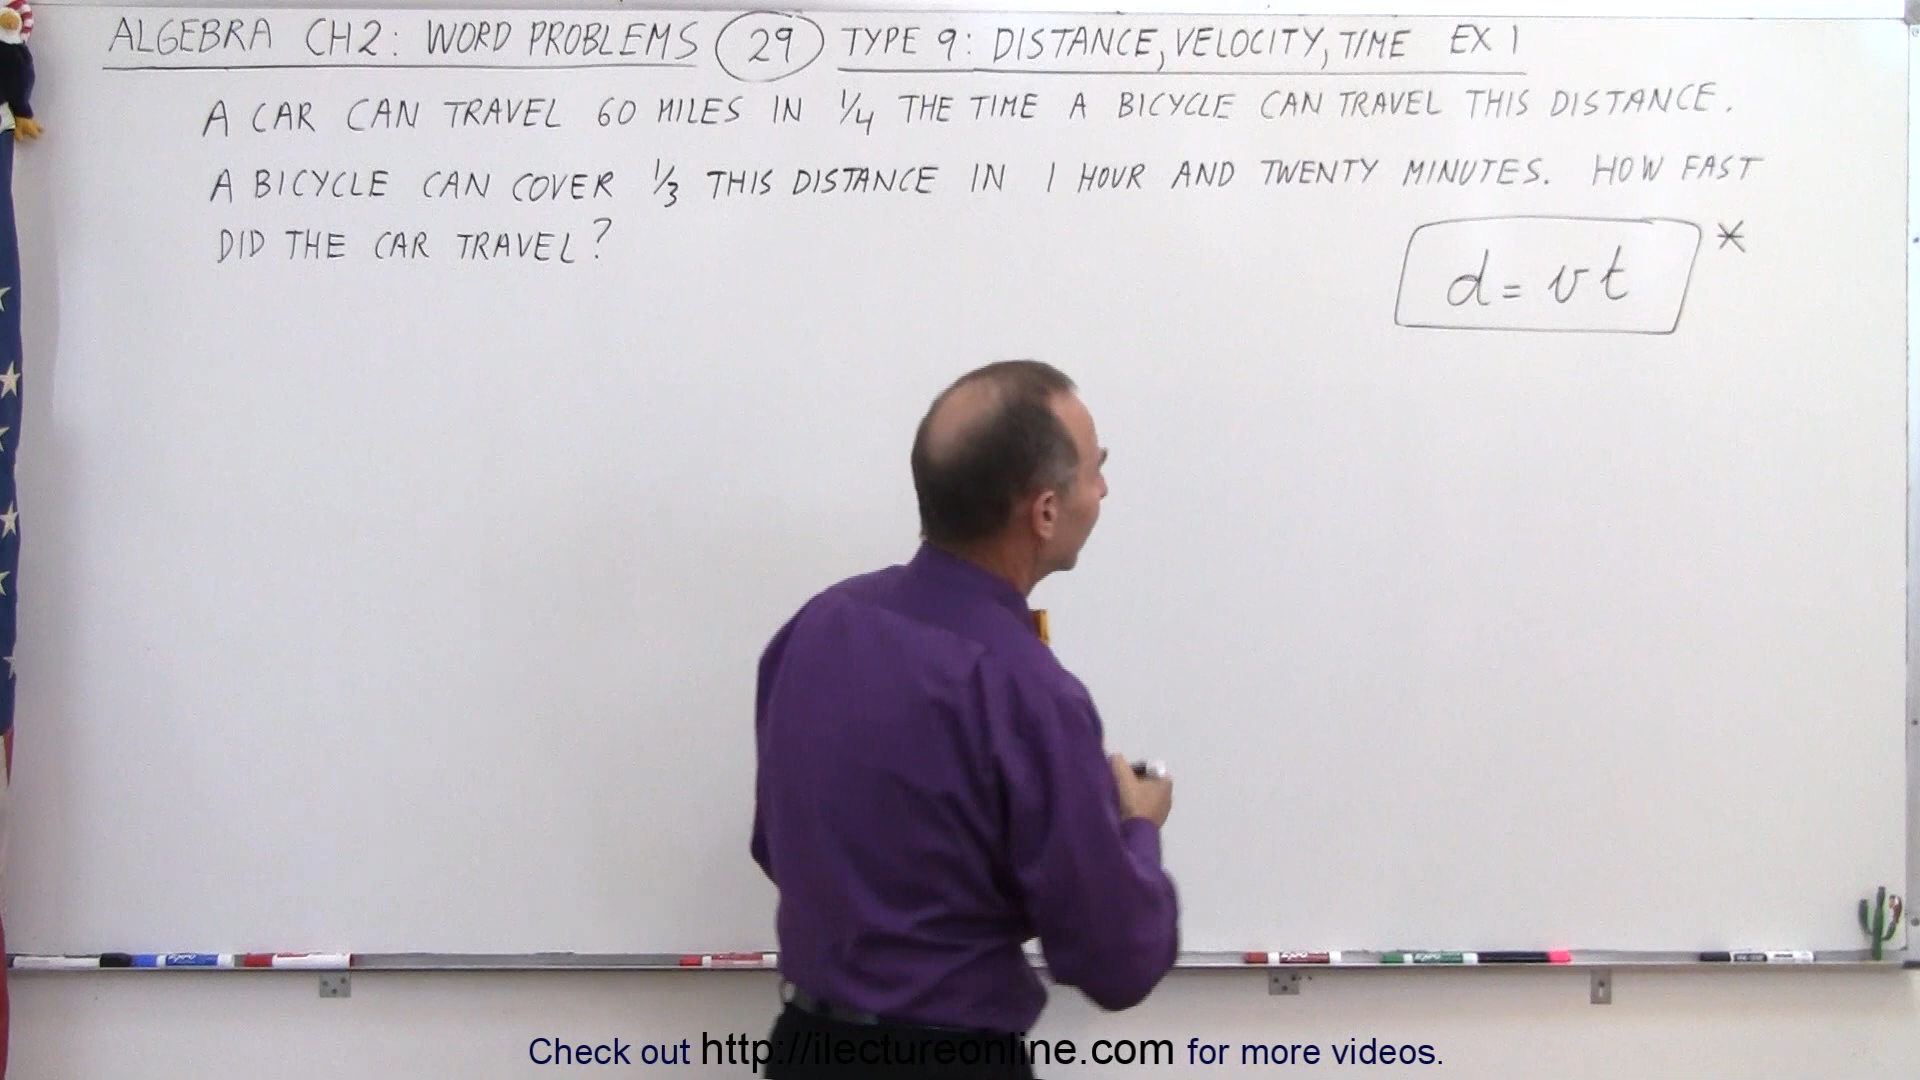 ALGEBRA CH2: WORD PROBLEMS 29 TYPE 9: DISTANCE, VELOCITY, TIME EX 1
A CAR CAN TRAVEL 60 MILES IN 1/4 THE TIME A BICYCLE CAN TRAVEL THIS DISTANCE.
A BICYCLE CAN COVER 1/3 THIS DISTANCE IN 1 HOUR AND TWENTY MINUTES. HOW FAST
DID THE CAR TRAVEL?
d = vt *
Check out http://ilectureonline.com for more videos.